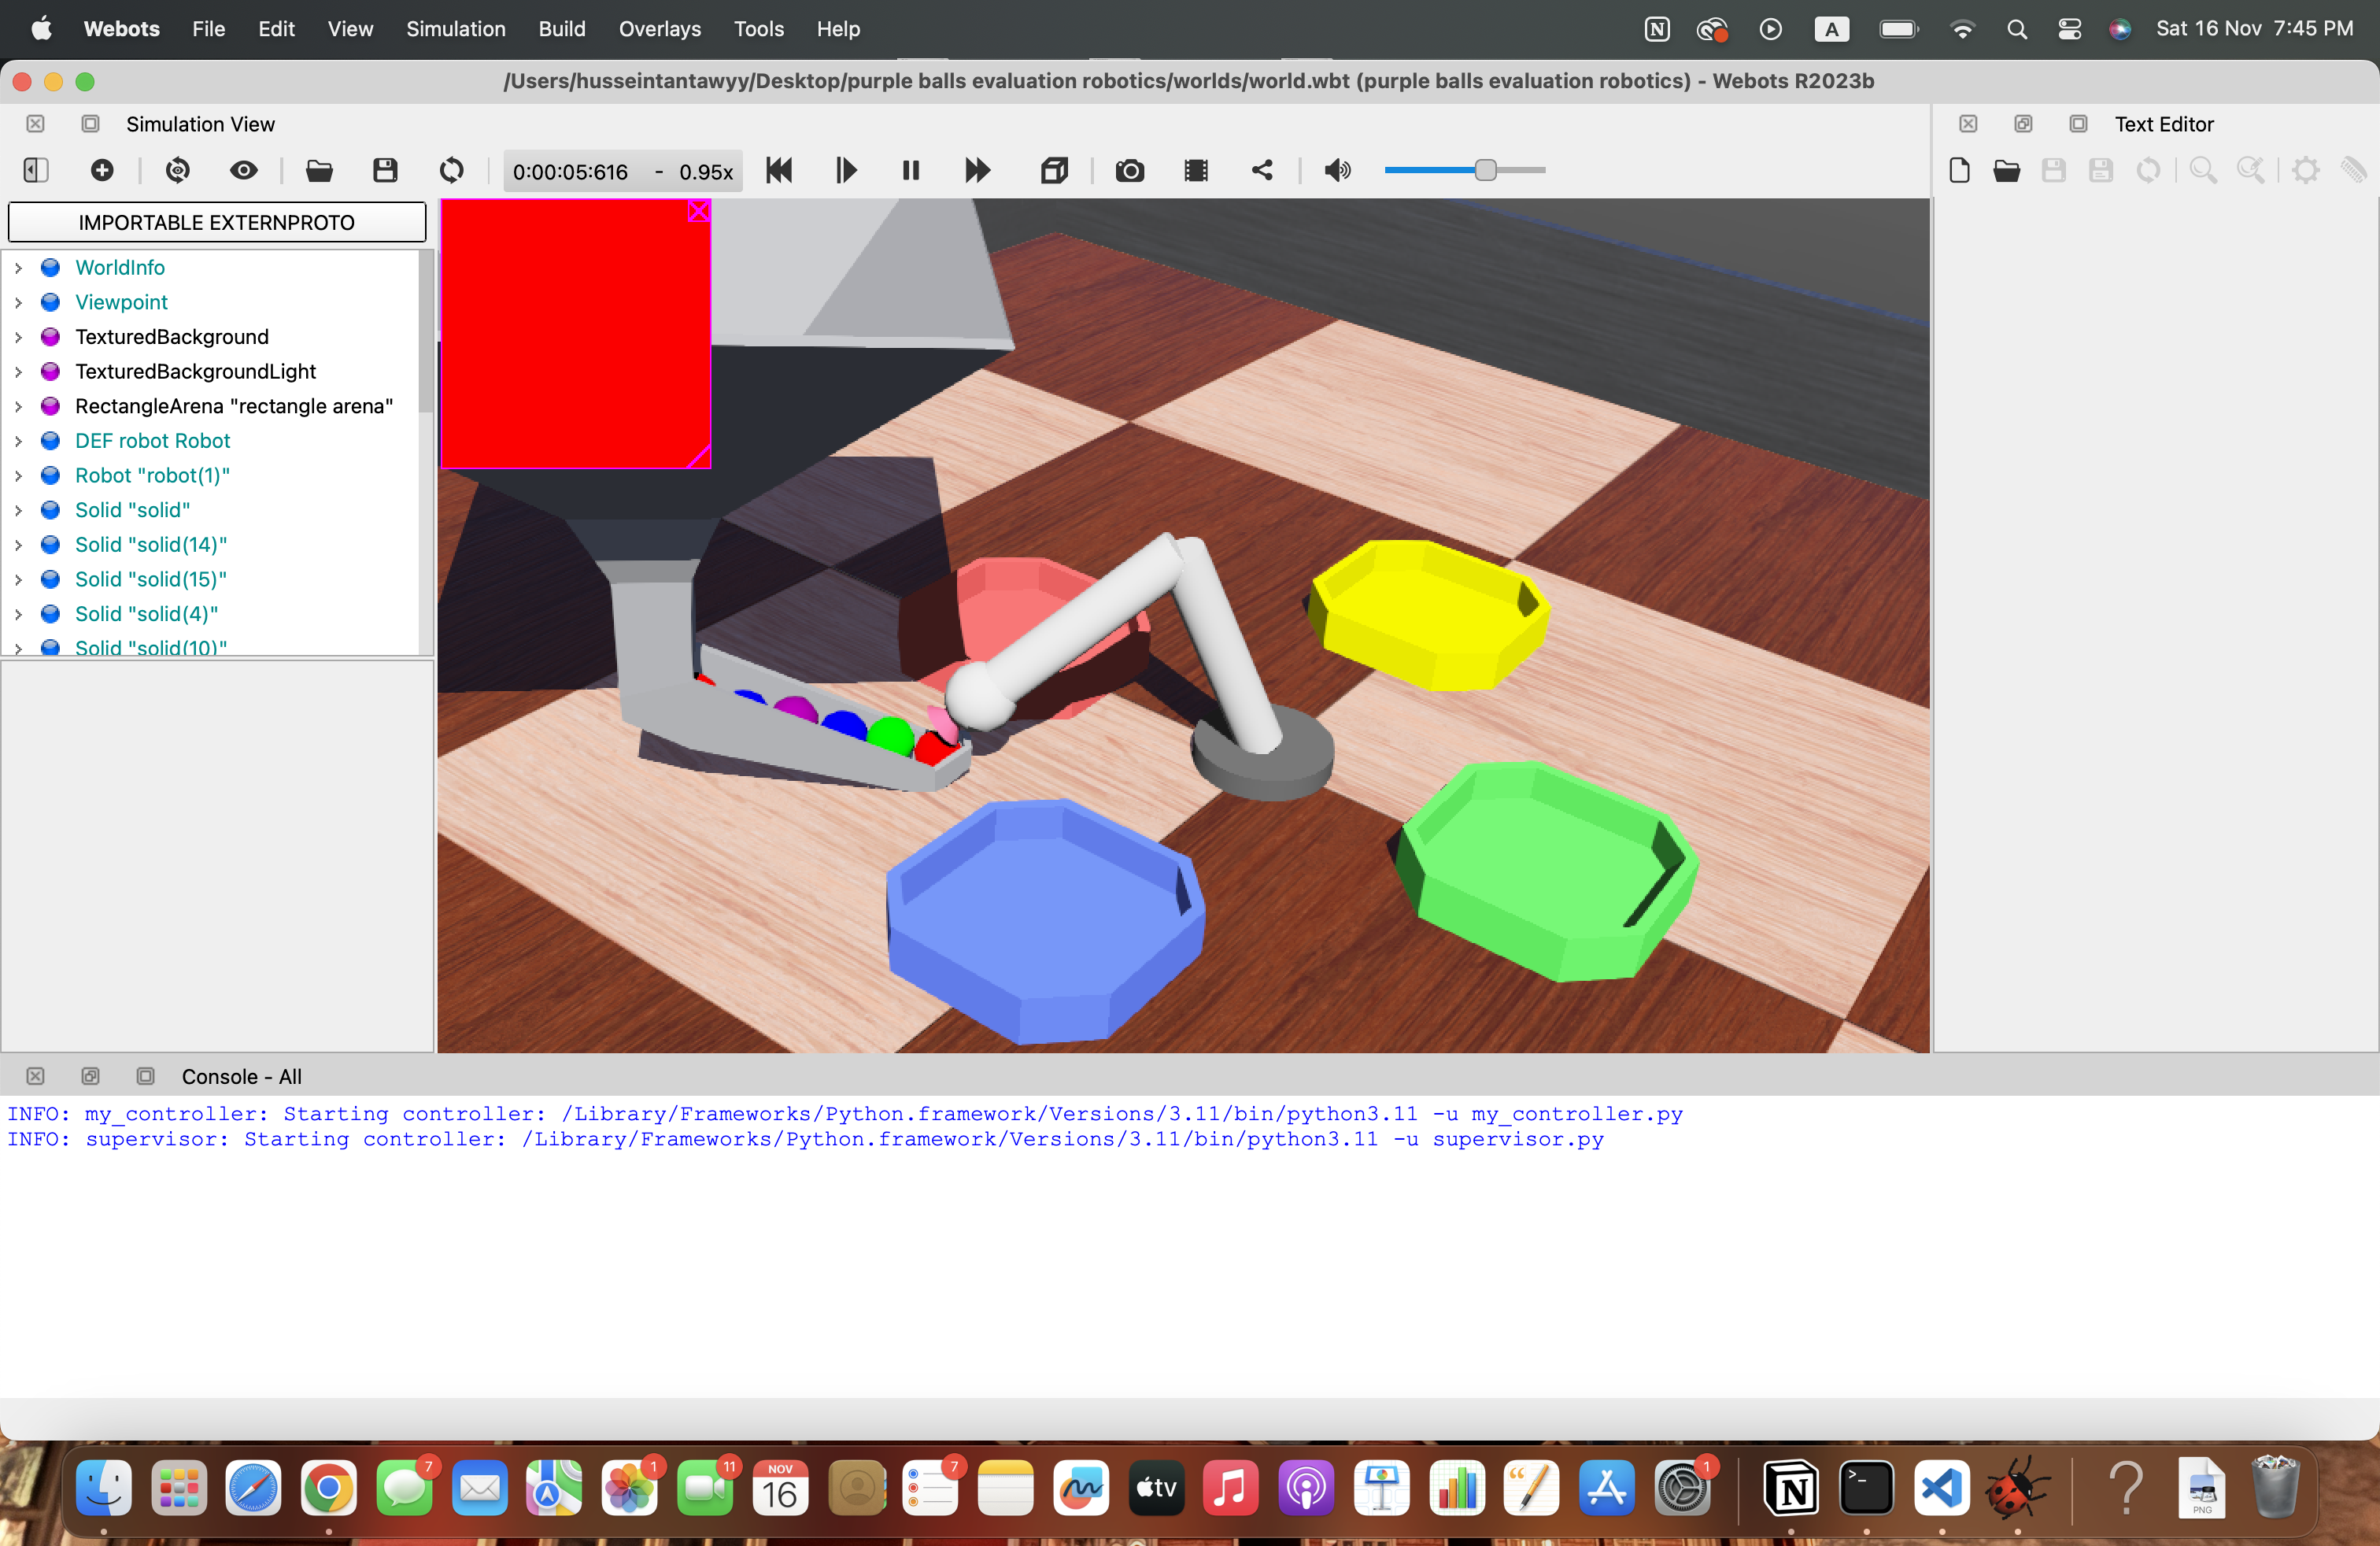 Webots File Edit View Simulation Build Overlays Tools Help A Sat 16 Nov 7:45 PM
/Users/husseintantawyy/Desktop/purple balls evaluation robotics/worlds/world.wbt (purple balls evaluation robotics) - Webots R2023b
Simulation View
Text Editor
0:00:05:616 - 0.95x
IMPORTABLE EXTERNPROTO
WorldInfo
Viewpoint
TexturedBackground
TexturedBackgroundLight
RectangleArena "rectangle arena"
DEF robot Robot
Robot "robot(1)"
Solid "solid"
Solid "solid(14)"
Solid "solid(15)"
Solid "solid(4)"
Solid "solid(10)"
Console - All
INFO: my_controller: Starting controller: /Library/Frameworks/Python.framework/Versions/3.11/bin/python3.11 -u my_controller.py
INFO: supervisor: Starting controller: /Library/Frameworks/Python.framework/Versions/3.11/bin/python3.11 -u supervisor.py
7 1 11 NOV 16 7 tv 1 PNG